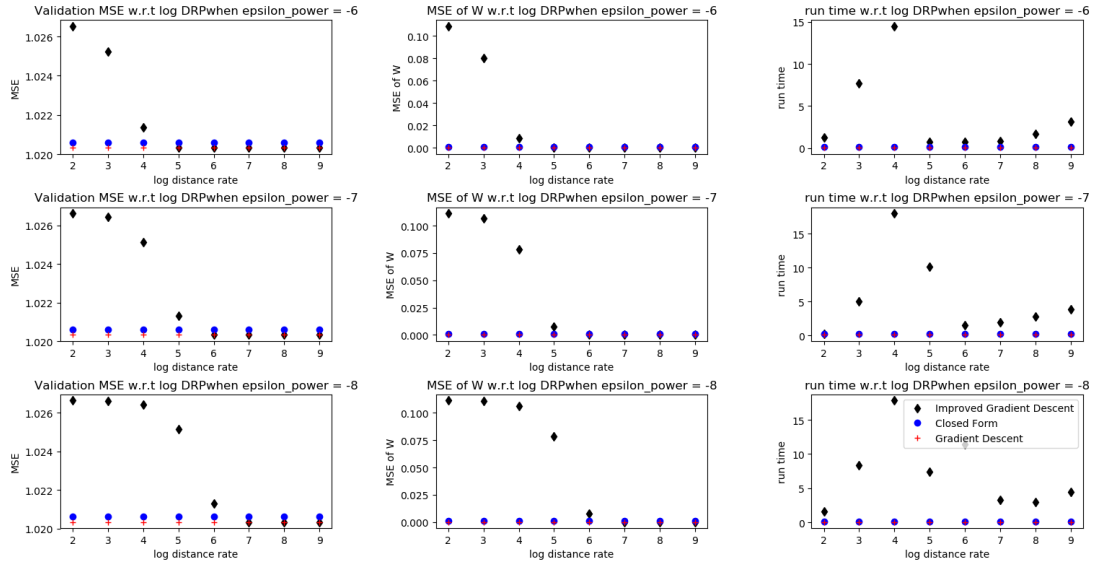 Validation MSE w.r.t log DRPwhen epsilon_power = -6
MSE of W w.r.t log DRPwhen epsilon_power = -6
run time w.r.t log DRPwhen epsilon_power = -6
1.026
1.024
1.022
1.020
MSE
2 3 4 5 6 7 8 9
log distance rate
0.10
0.08
0.06
0.04
0.02
0.00
MSE of W
2 3 4 5 6 7 8 9
log distance rate
15
10
5
0
run time
2 3 4 5 6 7 8 9
log distance rate
Validation MSE w.r.t log DRPwhen epsilon_power = -7
MSE of W w.r.t log DRPwhen epsilon_power = -7
run time w.r.t log DRPwhen epsilon_power = -7
1.026
1.024
1.022
1.020
MSE
2 3 4 5 6 7 8 9
log distance rate
0.100
0.075
0.050
0.025
0.000
MSE of W
2 3 4 5 6 7 8 9
log distance rate
15
10
5
0
run time
2 3 4 5 6 7 8 9
log distance rate
Validation MSE w.r.t log DRPwhen epsilon_power = -8
MSE of W w.r.t log DRPwhen epsilon_power = -8
run time w.r.t log DRPwhen epsilon_power = -8
1.026
1.024
1.022
1.020
MSE
2 3 4 5 6 7 8 9
log distance rate
0.100
0.075
0.050
0.025
0.000
MSE of W
2 3 4 5 6 7 8 9
log distance rate
15
10
5
0
run time
Improved Gradient Descent
Closed Form
Gradient Descent
2 3 4 5 6 7 8 9
log distance rate